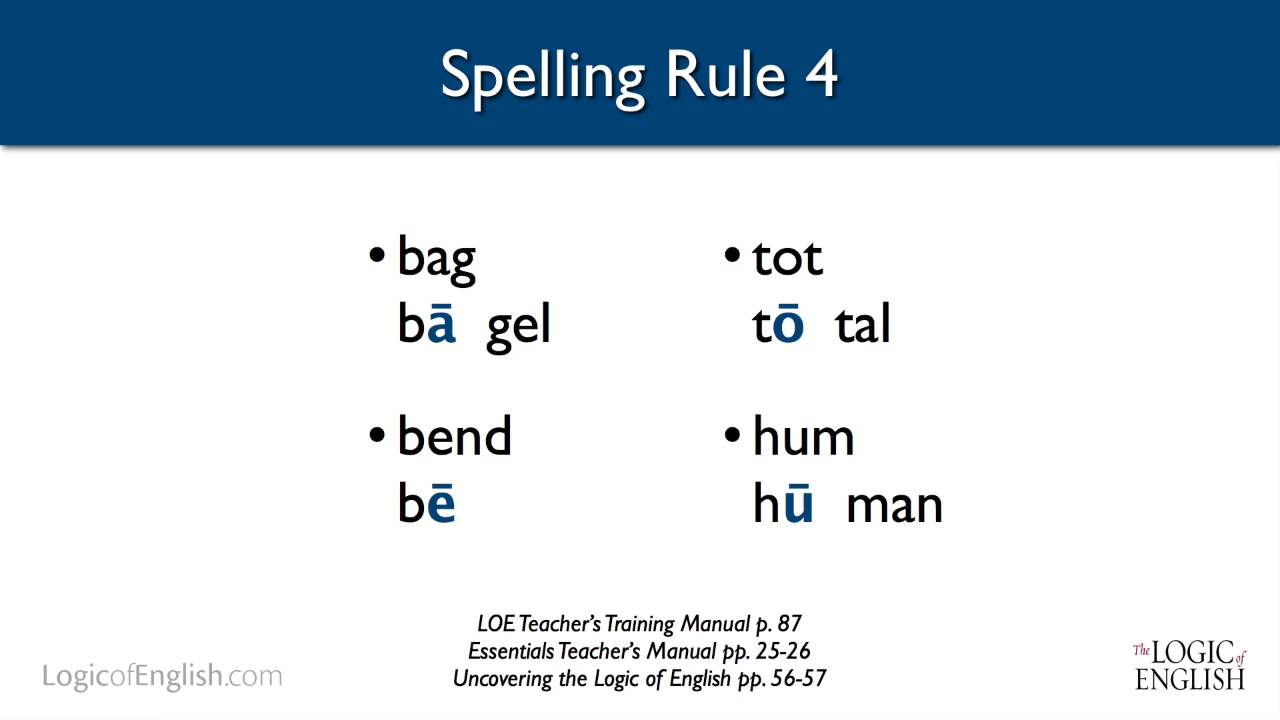 Spelling Rule 4
• bag
bā gel
• bend
bē
• tot
tō tal
• hum
hū man
LOE Teacher's Training Manual p. 87
Essentials Teacher's Manual pp. 25-26
Uncovering the Logic of English pp. 56-57
LogicofEnglish.com
The LOGIC of
ENGLISH